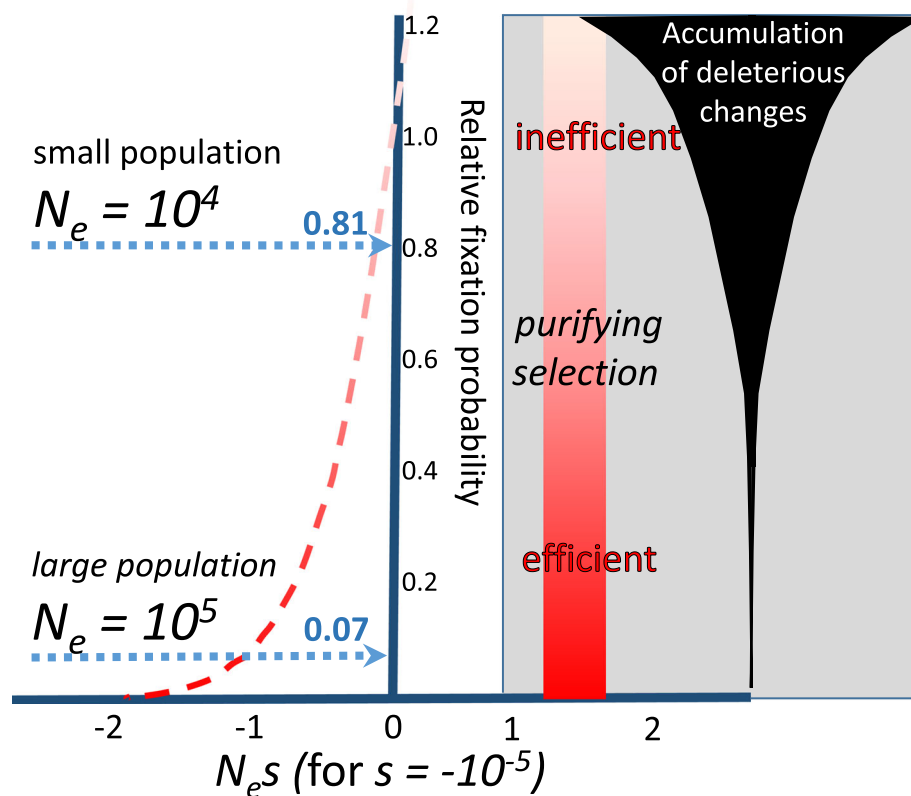 small population
Nₑ = 10⁴
0.81
large population
Nₑ = 10⁵
0.07
1.2
1.0
0.8
0.6
0.4
0.2
Relative fixation probability
Accumulation
of deleterious
changes
inefficient
purifying
selection
efficient
-2 -1 0 1 2
Nₑs (for s = -10⁻⁵)